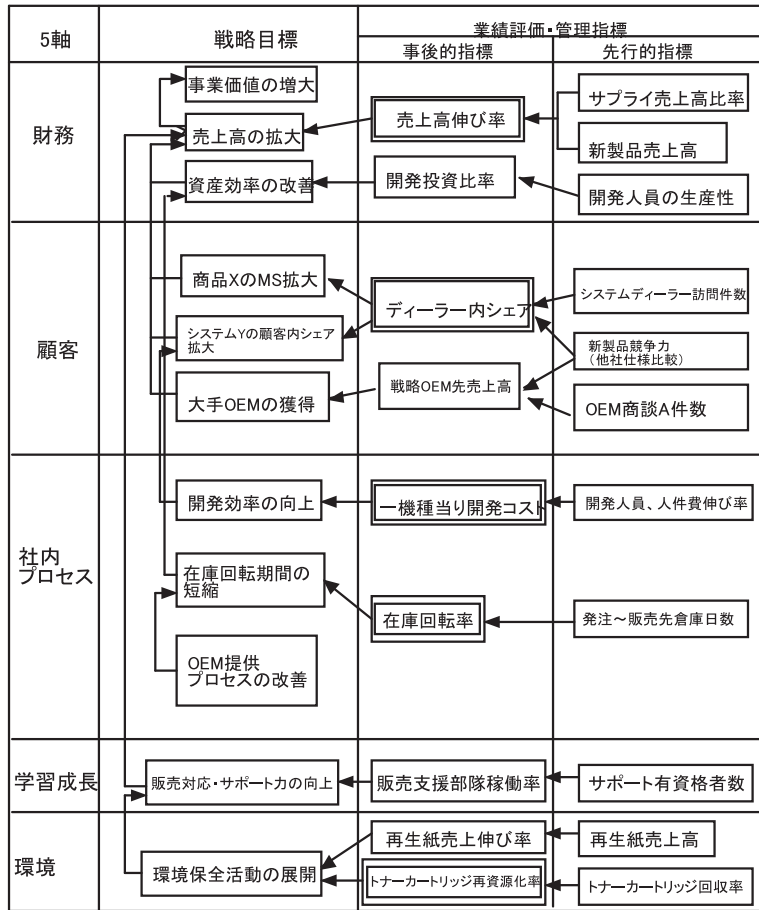 5軸
戦略目標
業績評価・管理指標
事後的指標
先行的指標
財務
事業価値の増大
売上高の拡大
資産効率の改善
売上高伸び率
開発投資比率
サプライ売上高比率
新製品売上高
開発人員の生産性
顧客
商品XのMS拡大
システムYの顧客内シェア
拡大
大手OEMの獲得
ディーラー内シェア
戦略OEM先売上高
システムディーラー訪問件数
新製品競争力
(他社仕様比較)
OEM商談A件数
社内
プロセス
開発効率の向上
在庫回転期間の
短縮
OEM提供
プロセスの改善
一機種当り開発コスト
在庫回転率
開発人員、人件費伸び率
発注～販売先倉庫日数
学習成長
販売対応・サポート力の向上
販売支援部隊稼働率
サポート有資格者数
環境
環境保全活動の展開
再生紙売上伸び率
トナーカートリッジ再資源化率
再生紙売上高
トナーカートリッジ回収率